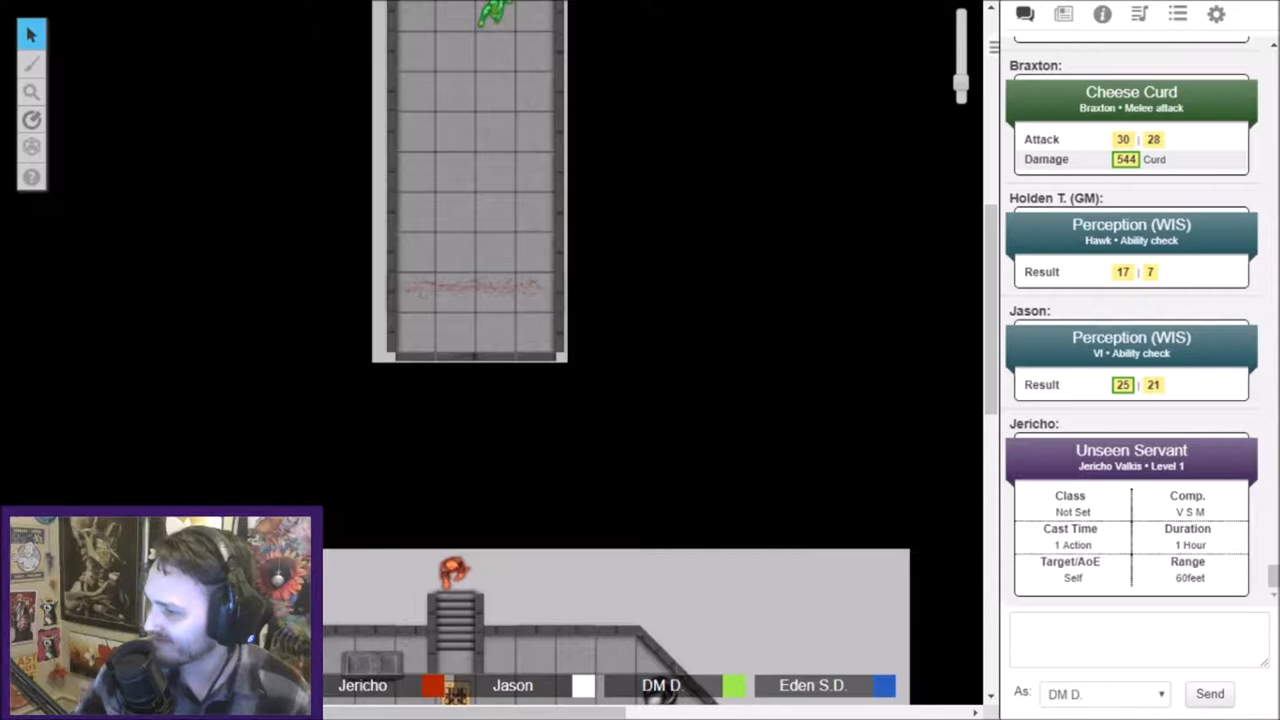 Braxton:
Cheese Curd
Braxton • Melee attack
Attack 30 | 28
Damage 544 Curd
Holden T. (GM):
Perception (WIS)
Hawk • Ability check
Result 17 | 7
Jason:
Perception (WIS)
VI • Ability check
Result 25 | 21
Jericho:
Unseen Servant
Jericho Valkis • Level 1
Class Comp.
Not Set V S M
Cast Time Duration
1 Action 1 Hour
Target/AoE Range
Self 60feet
As: DM D. Send
Jericho Jason DM D. Eden S.D.